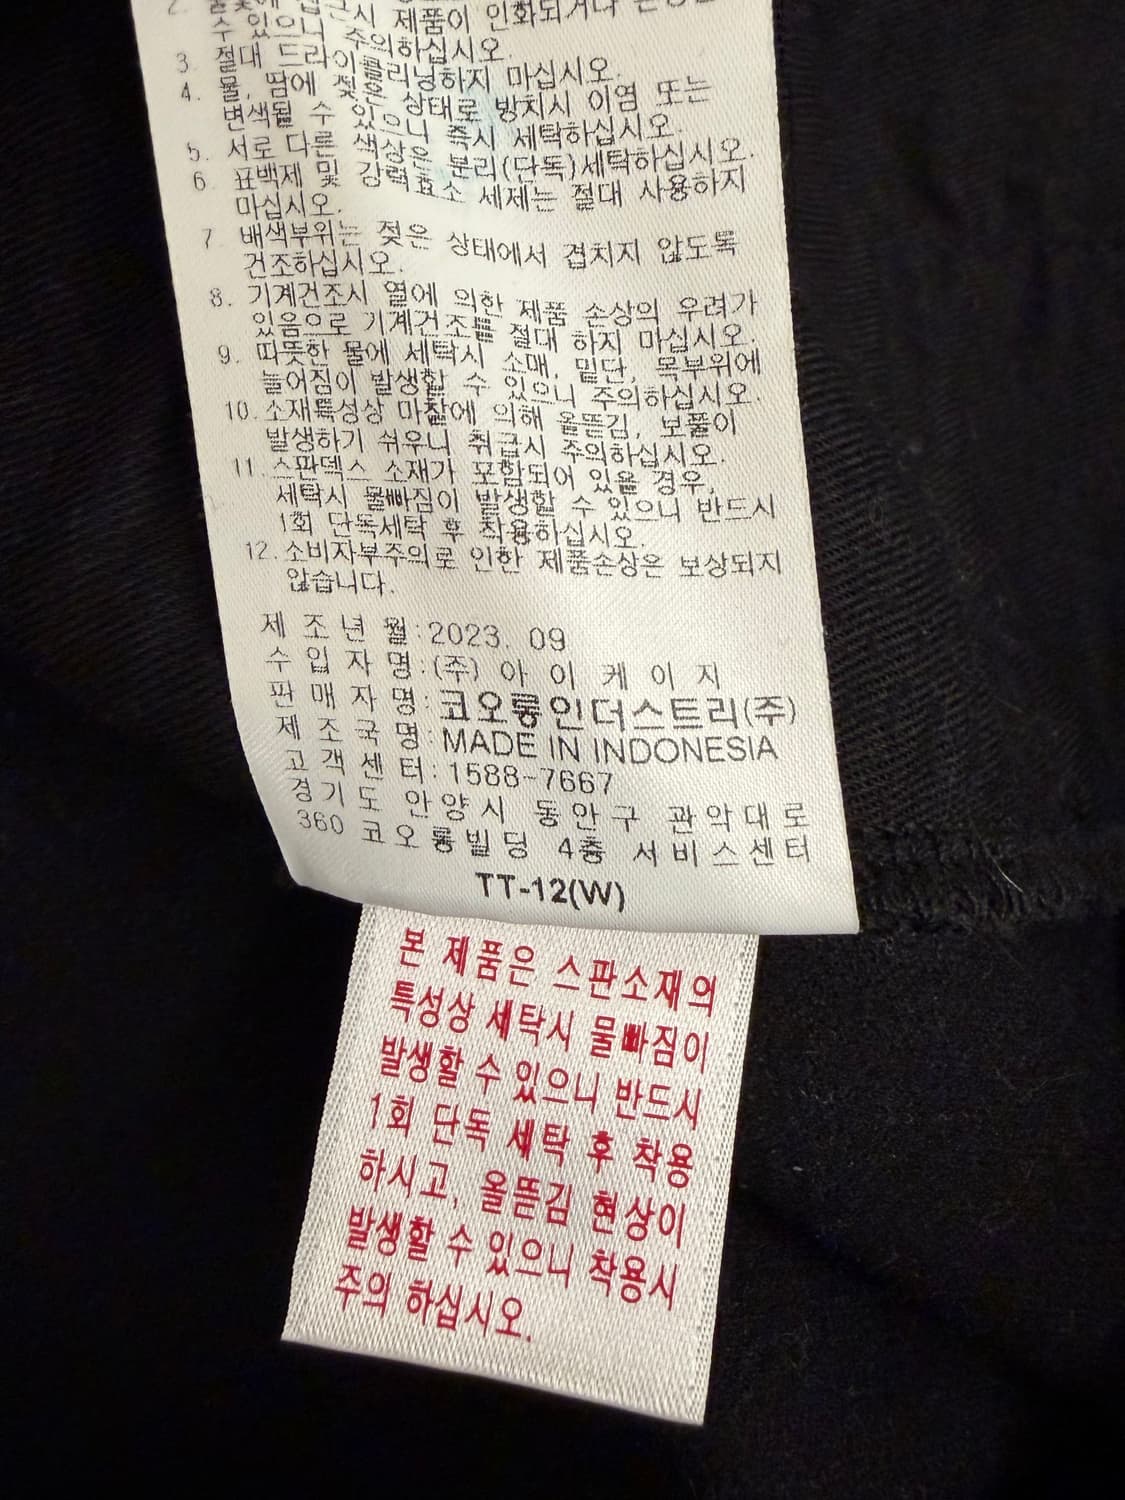 2.
수 있으니 주의하십시오.
3. 절대 드라이클리닝하지 마십시오.
4. 물, 땀에 젖은 상태로 방치시 이염 또는
변색될 수 있으니 즉시 세탁하십시오.
5. 서로 다른 색상은 분리(단독)세탁하십시오.
6. 표백제 및 강력효소 세제는 절대 사용하지
마십시오.
7. 배색부위는 젖은 상태에서 겹치지 않도록
건조하십시오.
8. 기계건조시 열에 의한 제품 손상의 우려가
있음으로 기계건조를 절대 하지 마십시오.
9. 따뜻한 물에 세탁시 소매, 밑단, 목부위에
늘어짐이 발생할 수 있으니 주의하십시오.
10. 소재특성상 마찰에 의해 올뜯김, 보풀이
발생하기 쉬우니 취급시 주의하십시오.
11. 스판덱스 소재가 포함되어 있을 경우,
세탁시 물빠짐이 발생할 수 있으니 반드시
1회 단독세탁 후 착용하십시오.
12. 소비자부주의로 인한 제품손상은 보상되지
않습니다.
제 조 년 월 : 2023. 09
수 입 자 명 : (주) 아 이 케 이 지
판 매 자 명 : 코오롱인더스트리(주)
제 조 국 명 : MADE IN INDONESIA
고 객 센 터 : 1588-7667
경기도 안양시 동안구 관악대로
360 코오롱빌딩 4층 서비스센터
TT-12(W)
본 제품은 스판소재의
특성상 세탁시 물빠짐이
발생할 수 있으니 반드시
1회 단독 세탁 후 착용
하시고, 올뜯김 현상이
발생할 수 있으니 착용시
주의 하십시오.